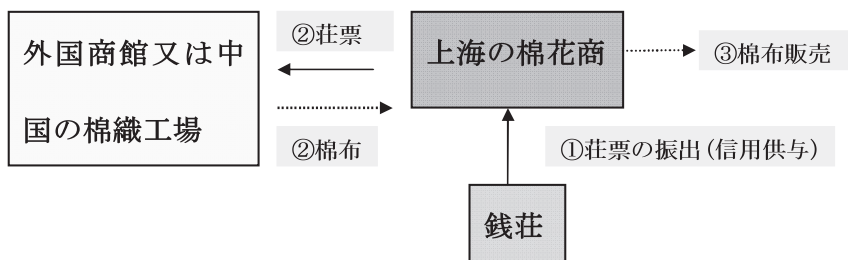 外国商館又は中
国の棉織工場
②荘票
②棉布
上海の棉花商
③棉布販売
①荘票の振出（信用供与）
銭荘